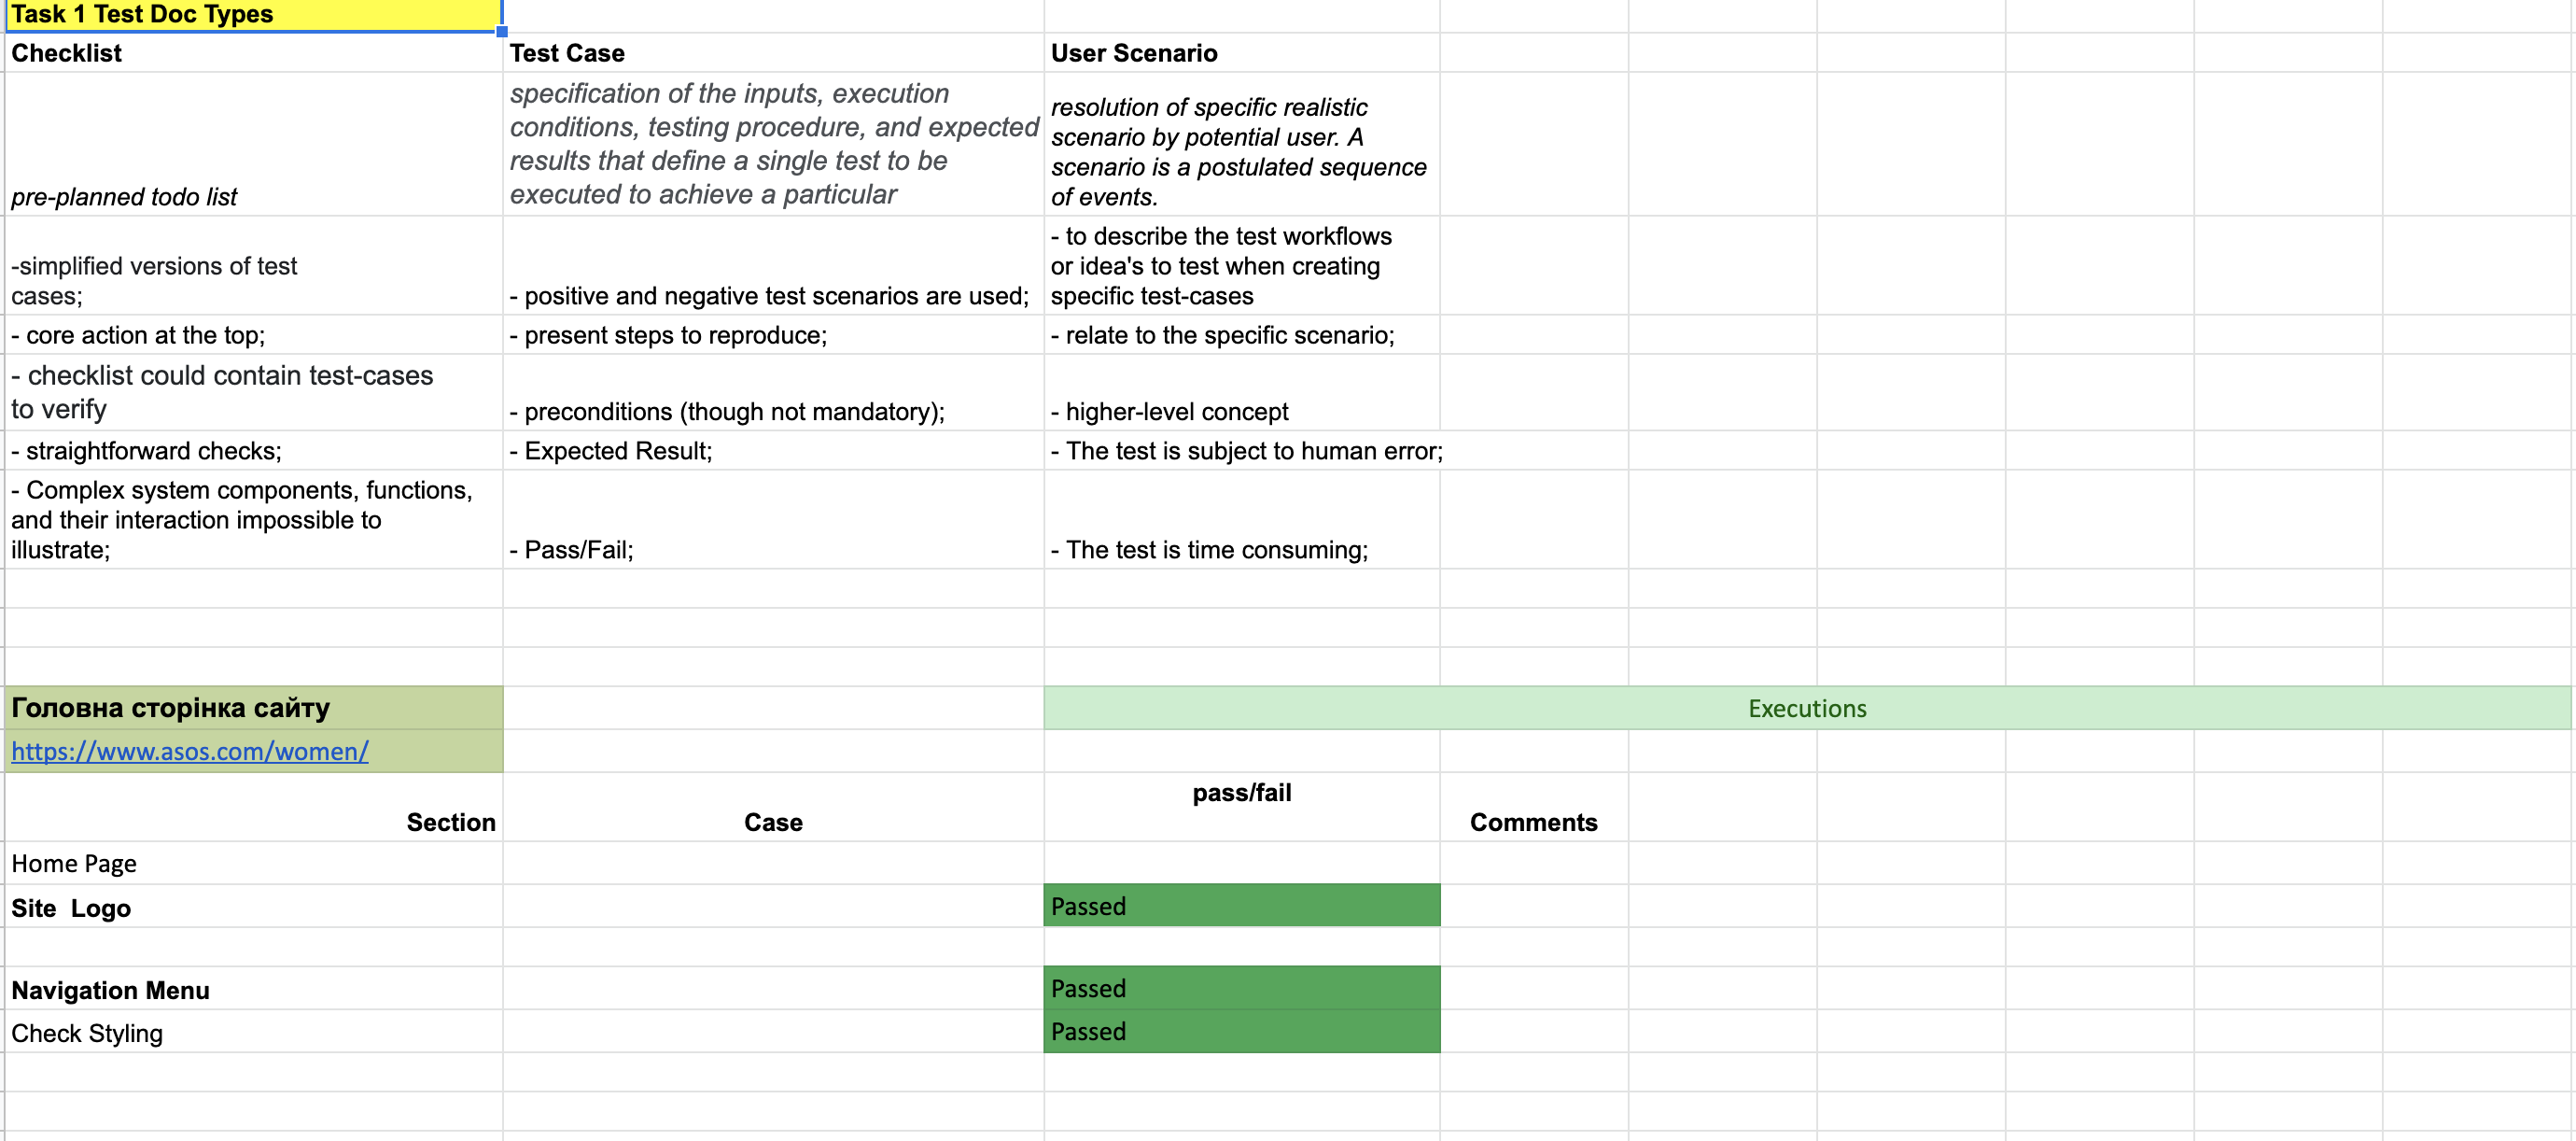 Task 1 Test Doc Types
Checklist
Test Case
User Scenario
pre-planned todo list
specification of the inputs, execution
conditions, testing procedure, and expected
results that define a single test to be
executed to achieve a particular
resolution of specific realistic
scenario by potential user. A
scenario is a postulated sequence
of events.
-simplified versions of test
cases;
- positive and negative test scenarios are used;
- to describe the test workflows
or idea's to test when creating
specific test-cases
- core action at the top;
- present steps to reproduce;
- relate to the specific scenario;
- checklist could contain test-cases
to verify
- preconditions (though not mandatory);
- higher-level concept
- straightforward checks;
- Expected Result;
- The test is subject to human error;
- Complex system components, functions,
and their interaction impossible to
illustrate;
- Pass/Fail;
- The test is time consuming;
Головна сторінка сайту
Executions
https://www.asos.com/women/
Section
Case
pass/fail
Comments
Home Page
Site  Logo
Passed
Navigation Menu
Passed
Check Styling
Passed